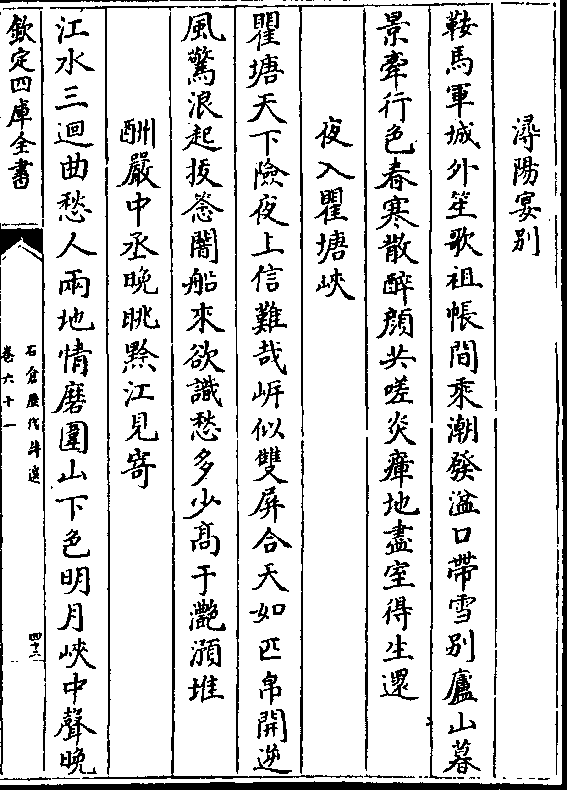 潯陽宴别
鞍馬軍城外笙歌祖帳間乘潮發湓口帶雪别廬山暮
景牽行色春寒散醉顔共嗟炎瘴地盡室得生還
夜入瞿塘峽
瞿塘天下險夜上信難哉岍似雙屏合天如匹帛開逆
風驚浪起拔䉡闇船來欲識愁多少髙于灔澦堆
酬嚴中丞晚眺黔江見寄
江水三迴曲愁人兩地情磨圍山下色明月峽中聲晚
欽定四庫全書
石倉歷代詩選
卷六十一
四十三